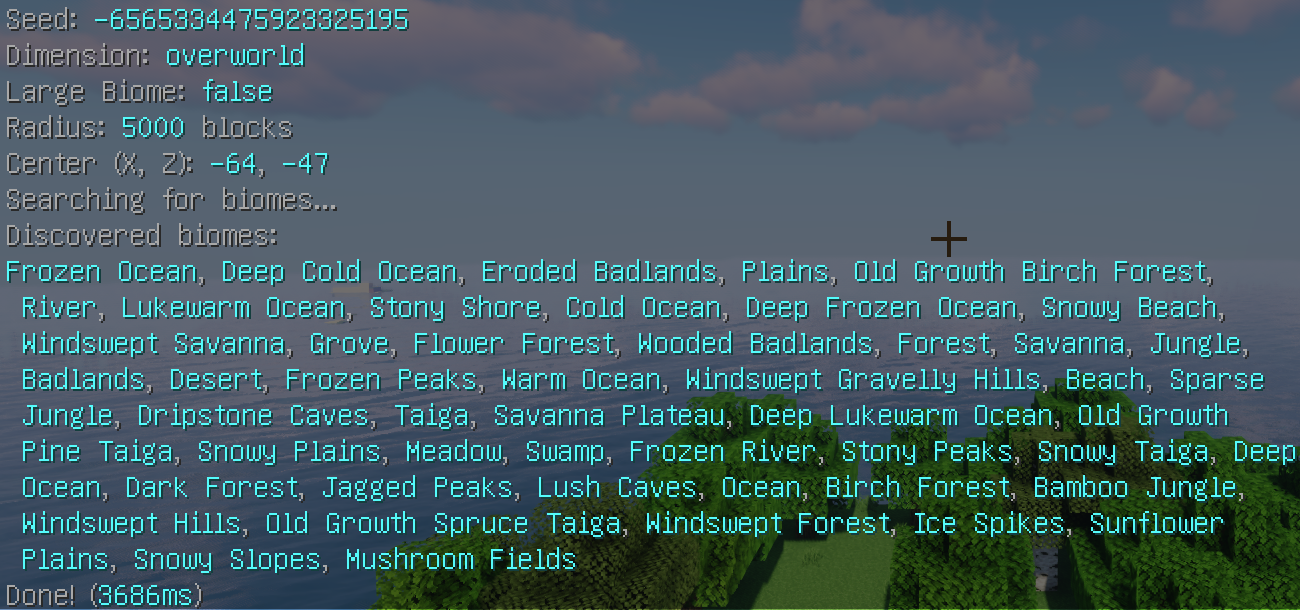 Seed: -6565334475923325195
Dimension: overworld
Large Biome: false
Radius: 5000 blocks
Center (X, Z): -64, -47
Searching for biomes...
Discovered biomes:
Frozen Ocean, Deep Cold Ocean, Eroded Badlands, Plains, Old Growth Birch Forest,
River, Lukewarm Ocean, Stony Shore, Cold Ocean, Deep Frozen Ocean, Snowy Beach,
Windswept Savanna, Grove, Flower Forest, Wooded Badlands, Forest, Savanna, Jungle,
Badlands, Desert, Frozen Peaks, Warm Ocean, Windswept Gravelly Hills, Beach, Sparse
Jungle, Dripstone Caves, Taiga, Savanna Plateau, Deep Lukewarm Ocean, Old Growth
Pine Taiga, Snowy Plains, Meadow, Swamp, Frozen River, Stony Peaks, Snowy Taiga, Deep
Ocean, Dark Forest, Jagged Peaks, Lush Caves, Ocean, Birch Forest, Bamboo Jungle,
Windswept Hills, Old Growth Spruce Taiga, Windswept Forest, Ice Spikes, Sunflower
Plains, Snowy Slopes, Mushroom Fields
Done! (3686ms)